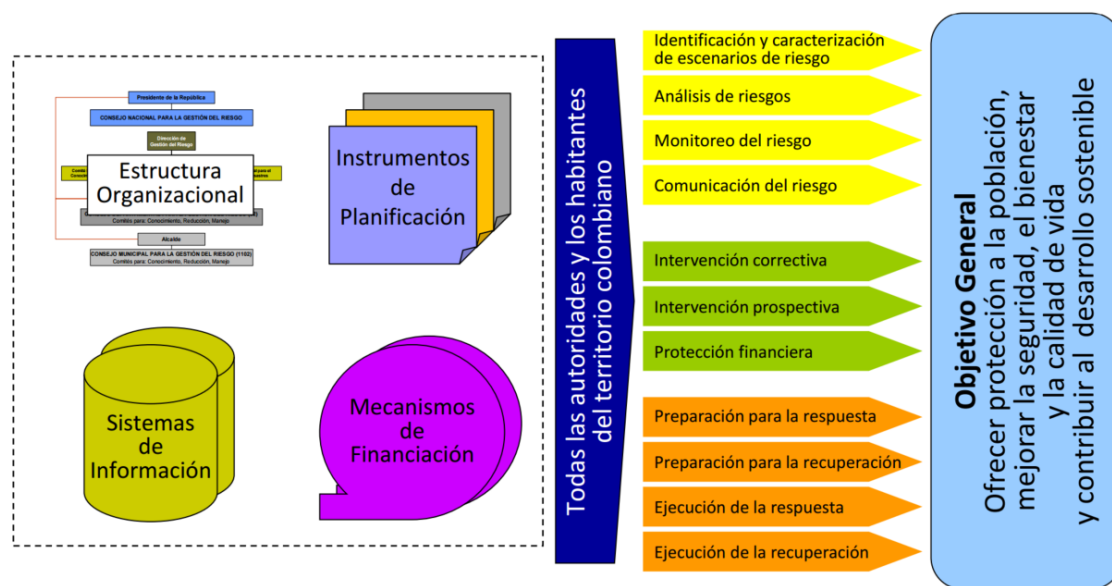 Presidente de la República
CONSEJO NACIONAL PARA LA GESTIÓN DEL RIESGO
Dirección de
Gestión del Riesgo
Estructura
Organizacional
Comités para: Conocimiento, Reducción, Manejo
Alcalde
CONSEJO MUNICIPAL PARA LA GESTIÓN DEL RIESGO (1102)
Comités para: Conocimiento, Reducción, Manejo
Instrumentos
de
Planificación
Sistemas
de
Información
Mecanismos
de
Financiación
Todas las autoridades y los habitantes
del territorio colombiano
Identificación y caracterización
de escenarios de riesgo
Análisis de riesgos
Monitoreo del riesgo
Comunicación del riesgo
Intervención correctiva
Intervención prospectiva
Protección financiera
Preparación para la respuesta
Preparación para la recuperación
Ejecución de la respuesta
Ejecución de la recuperación
Objetivo General
Ofrecer protección a la población,
mejorar la seguridad, el bienestar
y la calidad de vida
y contribuir al desarrollo sostenible